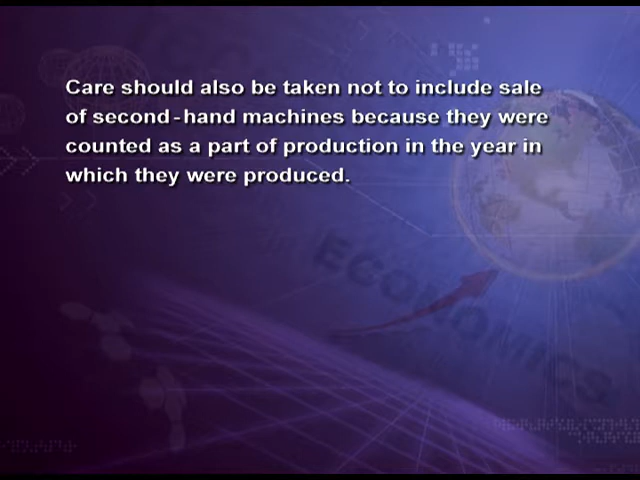 Care should also be taken not to include sale
of second-hand machines because they were
counted as a part of production in the year in
which they were produced.
ECONOMICS